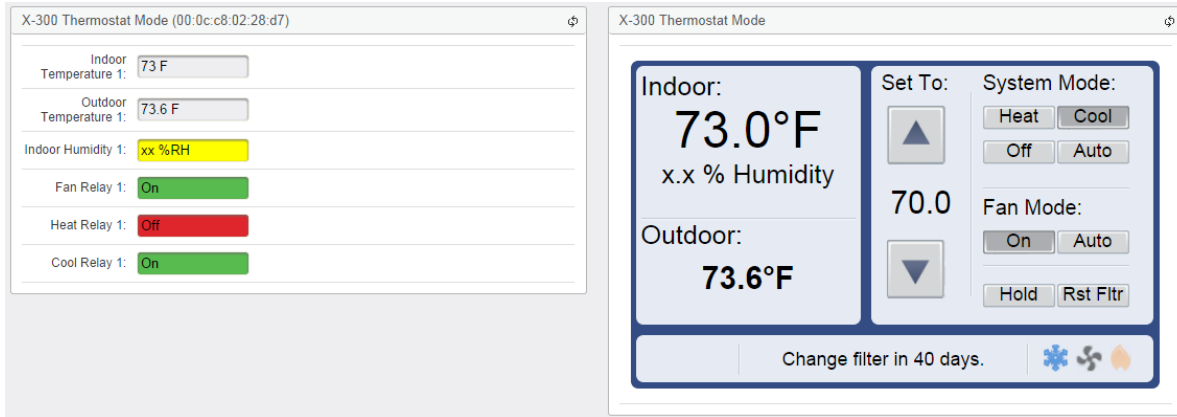 X-300 Thermostat Mode (00:0c:c8:02:28:d7)
Indoor
Temperature 1:
73 F
Outdoor
Temperature 1:
73.6 F
Indoor Humidity 1: xx %RH
Fan Relay 1: On
Heat Relay 1: Off
Cool Relay 1: On
X-300 Thermostat Mode
Indoor:
73.0°F
x.x % Humidity
Outdoor:
73.6°F
Set To:
70.0
System Mode:
Heat Cool
Off Auto
Fan Mode:
On Auto
Hold Rst Fltr
Change filter in 40 days.